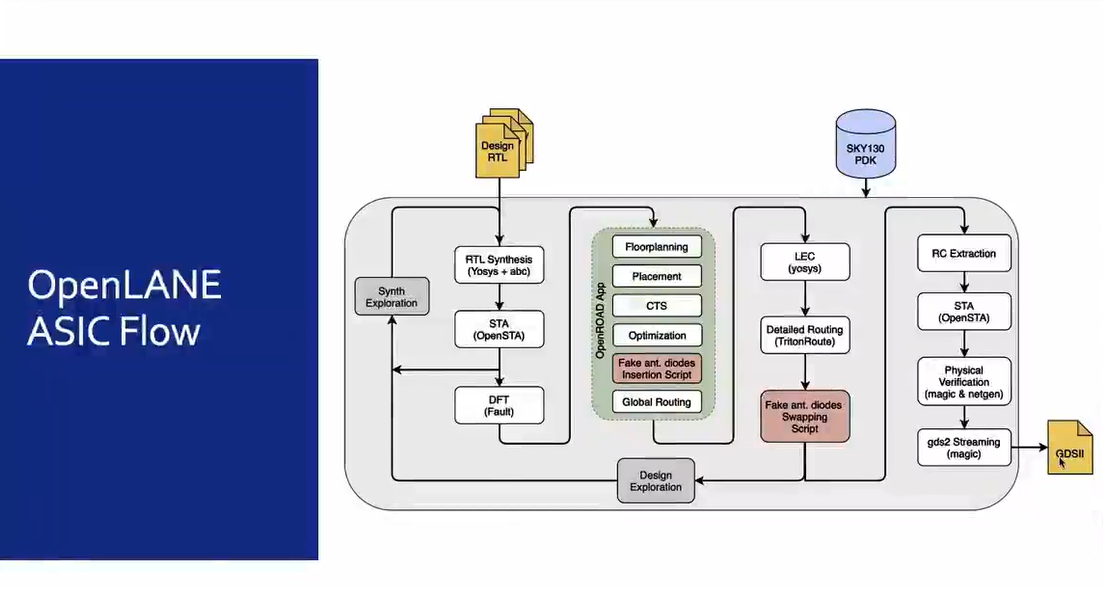 OpenLANE
ASIC Flow
Design
RTL
SKY130
PDK
Synth
Exploration
RTL Synthesis
(Yosys + abc)
STA
(OpenSTA)
DFT
(Fault)
OpenROAD App
Floorplanning
Placement
CTS
Optimization
Fake ant. diodes
Insertion Script
Global Routing
LEC
(yosys)
Detailed Routing
(TritonRoute)
Fake ant. diodes
Swapping
Script
Design
Exploration
RC Extraction
STA
(OpenSTA)
Physical
Verification
(magic & netgen)
gds2 Streaming
(magic)
GDSII